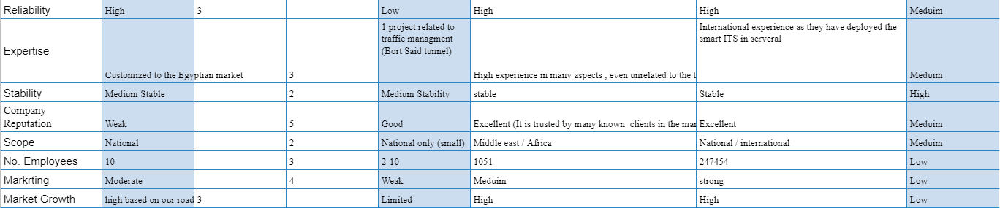 Reliability High 3 Low High High Meduim
Expertise Customized to the Egyptian market 3 1 project related to
traffic managment
(Bort Said tunnel) High experience in many aspects , even unrelated to the t International experience as they have deployed the
smart ITS in serveral Meduim
Stability Medium Stable 2 Medium Stability stable Stable High
Company
Reputation Weak 5 Good Excellent (It is trusted by many known clients in the mar Excellent Meduim
Scope National 2 National only (small) Middle east / Africa National / international Meduim
No. Employees 10 3 2-10 1051 247454 Low
Markrting Moderate 4 Weak Meduim strong Low
Market Growth high based on our road 3 Limited High High Low